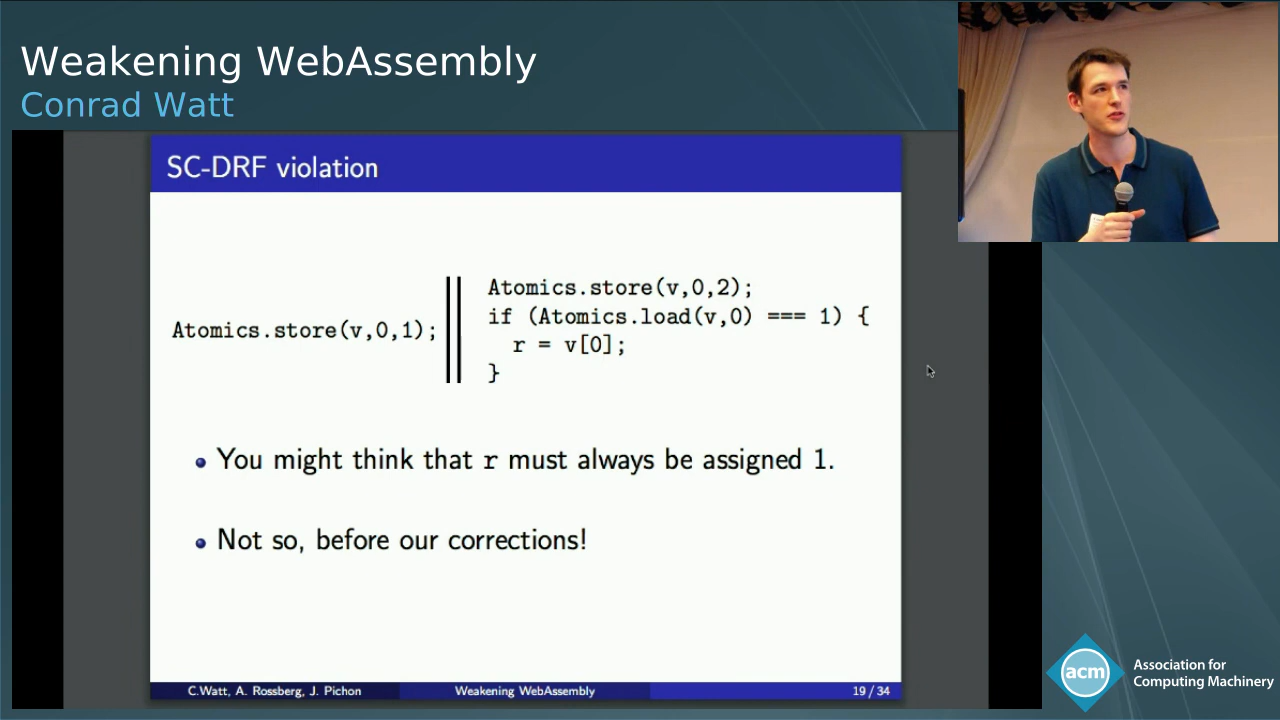 Weakening WebAssembly
Conrad Watt
SC-DRF violation
Atomics.store(v,0,1);
Atomics.store(v,0,2);
if (Atomics.load(v,0) === 1) {
r = v[0];
}
You might think that r must always be assigned 1.
Not so, before our corrections!
C.Watt, A. Rossberg, J. Pichon
Weakening WebAssembly
19 / 34
acm
Association for
Computing Machinery